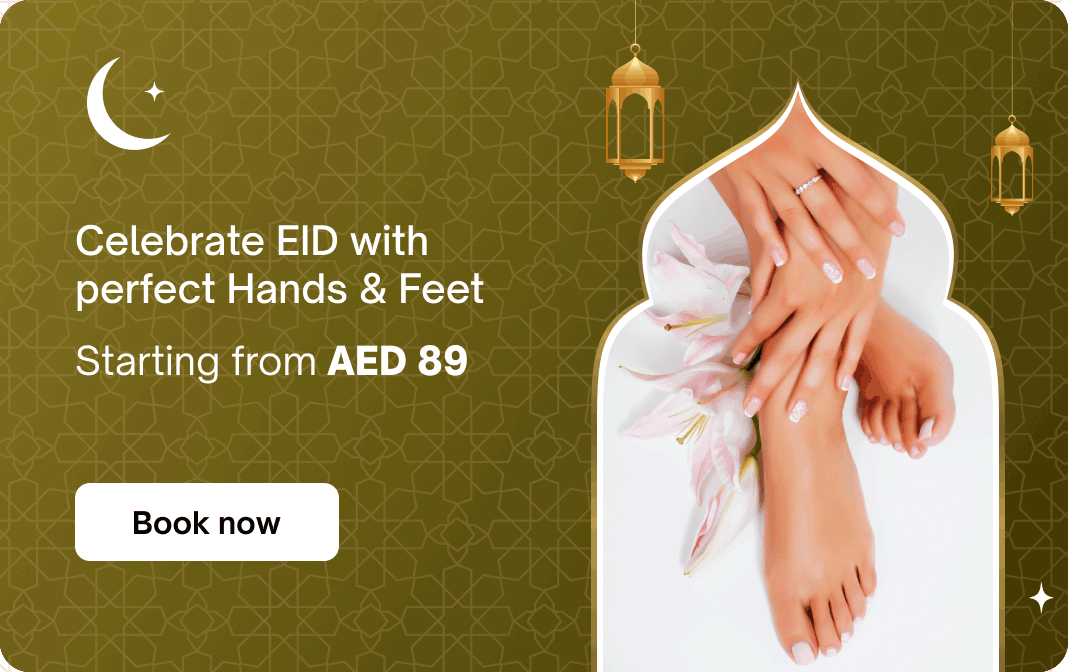 Celebrate EID with
perfect Hands & Feet
Starting from AED 89
Book now